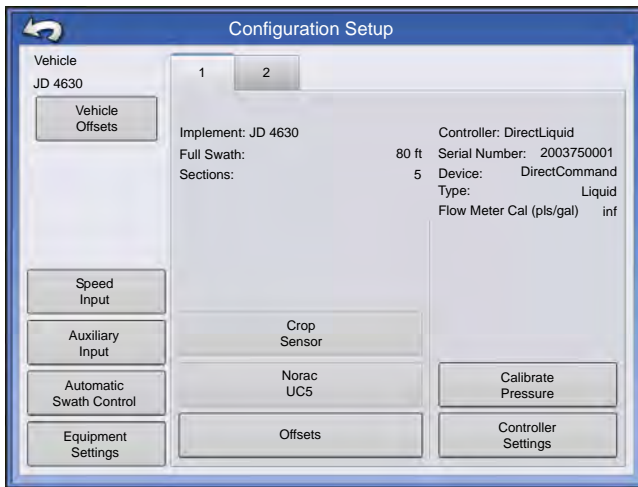 Configuration Setup
Vehicle
JD 4630
Vehicle
Offsets
Speed
Input
Auxiliary
Input
Automatic
Swath Control
Equipment
Settings
1
2
Implement: JD 4630
Full Swath: 80 ft
Sections: 5
Crop
Sensor
Norac
UC5
Offsets
Controller: DirectLiquid
Serial Number: 2003750001
Device: DirectCommand
Type: Liquid
Flow Meter Cal (pls/gal) inf
Calibrate
Pressure
Controller
Settings